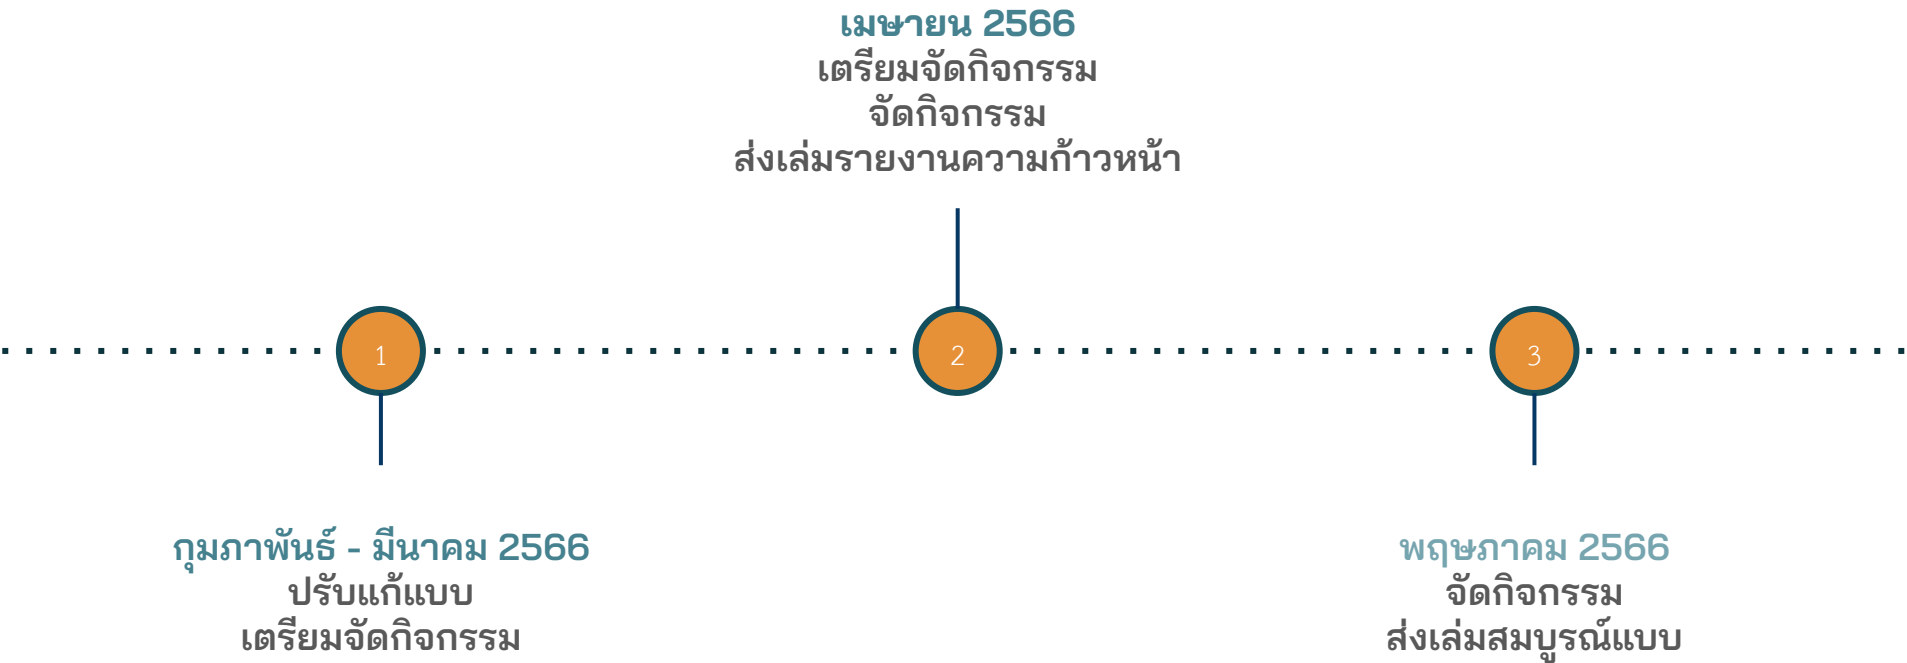 เมษายน 2566
เตรียมจัดกิจกรรม
จัดกิจกรรม
ส่งเล่มรายงานความก้าวหน้า
1
2
3
กุมภาพันธ์ - มีนาคม 2566
ปรับแก้แบบ
เตรียมจัดกิจกรรม
พฤษภาคม 2566
จัดกิจกรรม
ส่งเล่มสมบูรณ์แบบ